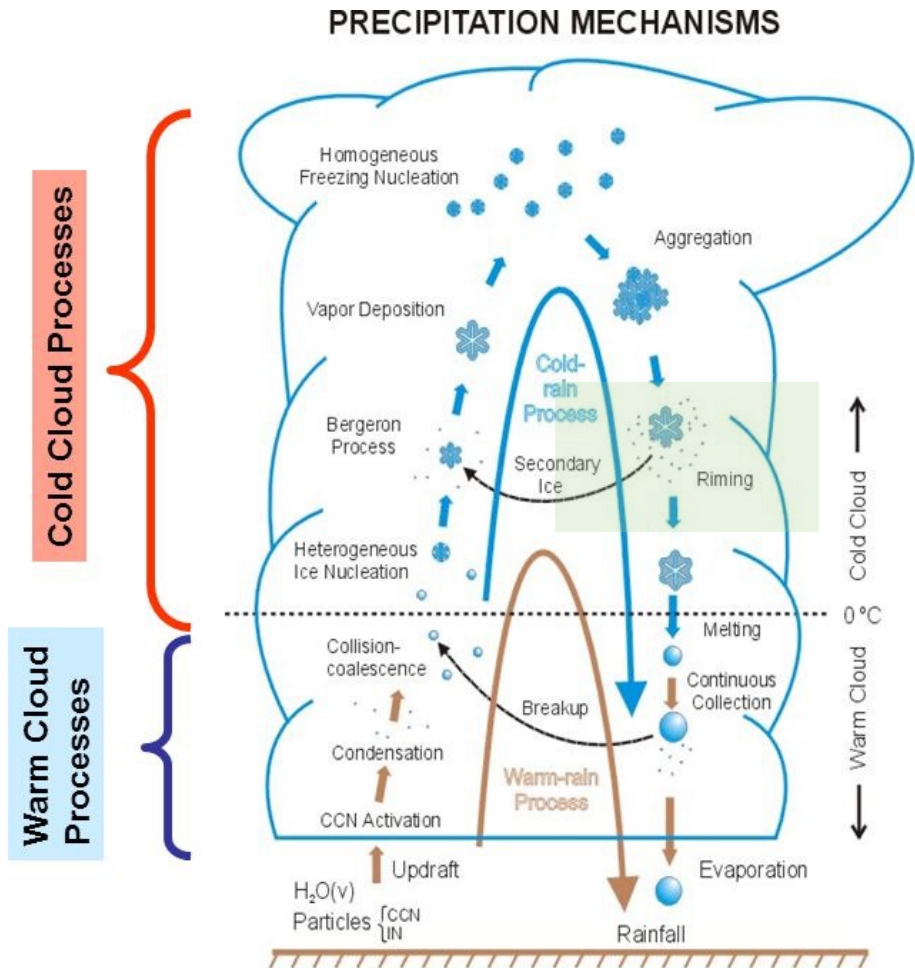 PRECIPITATION MECHANISMS
Cold Cloud Processes
Warm Cloud
Processes
Homogeneous
Freezing Nucleation
Aggregation
Vapor Deposition
Cold-
rain
Process
Bergeron
Process
Secondary
Ice
Riming
Cold Cloud
Heterogeneous
Ice Nucleation
0 °C
Melting
Collision-
coalescence
Continuous
Collection
Breakup
Warm Cloud
Condensation
Warm-rain
Process
CCN Activation
Updraft
Evaporation
H₂O(v)
Particles {CCN
IN
Rainfall